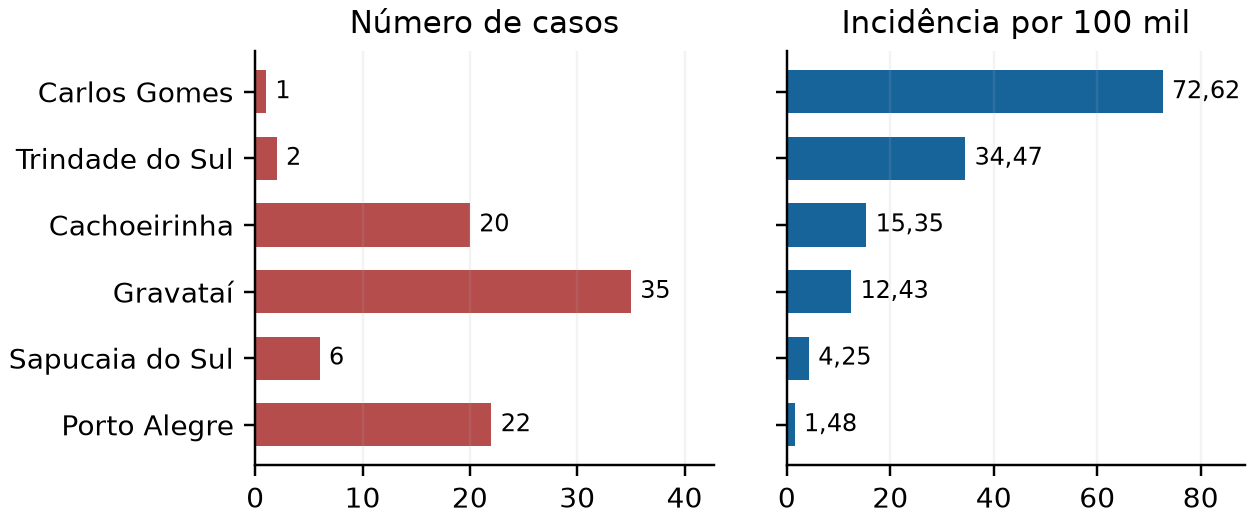 Número de casos
Incidência por 100 mil
Carlos Gomes 1 72,62
Trindade do Sul 2 34,47
Cachoeirinha 20 15,35
Gravataí 35 12,43
Sapucaia do Sul 6 4,25
Porto Alegre 22 1,48
0 10 20 30 40
0 20 40 60 80